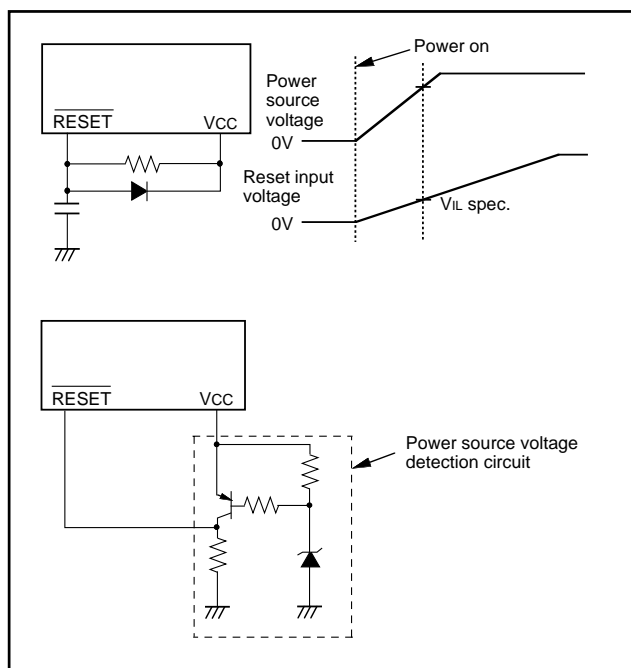 Power on
Power
source
voltage
RESET
VCC
0V
Reset input
voltage
VIL spec.
0V
RESET
VCC
Power source voltage
detection circuit